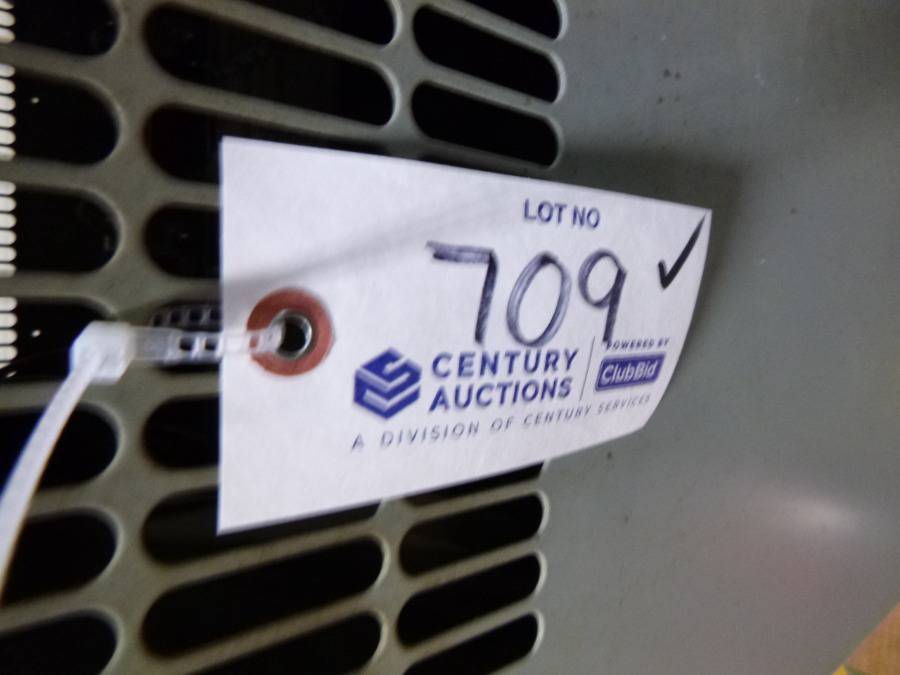 LOT NO
709 ✓
CENTURY
AUCTIONS
POWERED BY
ClubBid
A DIVISION OF CENTURY SERVICES